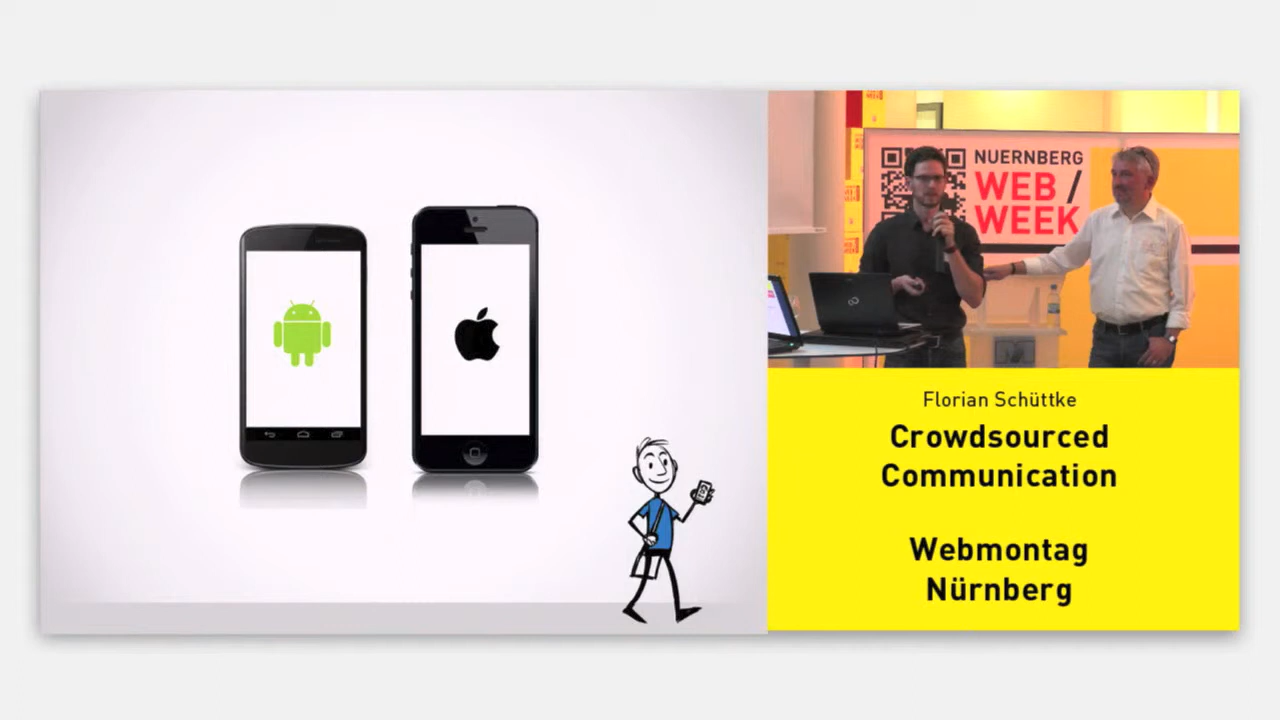 NUERNBERG
WEB /
WEEK
Florian Schüttke
Crowdsourced
Communication
Webmontag
Nürnberg